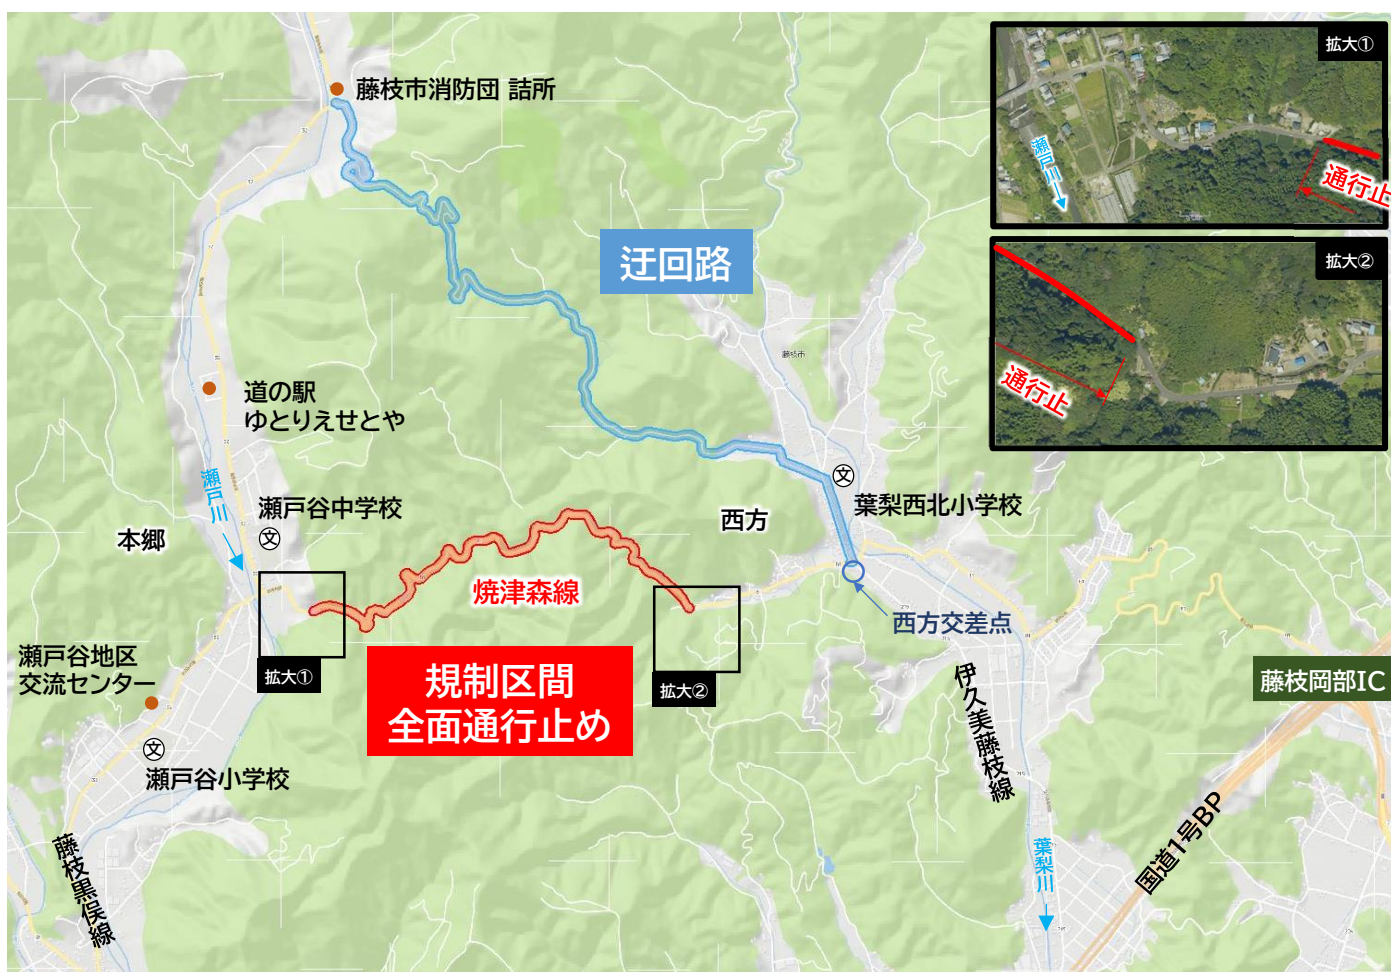 藤枝市消防団 詰所
拡大①
瀬戸川
通行止
迂回路
拡大②
通行止
藤枝市
道の駅
ゆとりえせとや
瀬戸川
瀬戸谷中学校
文
本郷
文
葉梨西北小学校
西方
焼津森線
西方交差点
瀬戸谷地区
交流センター
拡大①
規制区間
全面通行止め
拡大②
伊久美藤枝線
藤枝岡部IC
文
瀬戸谷小学校
国道1号BP
藤枝黒俣線
葉梨川